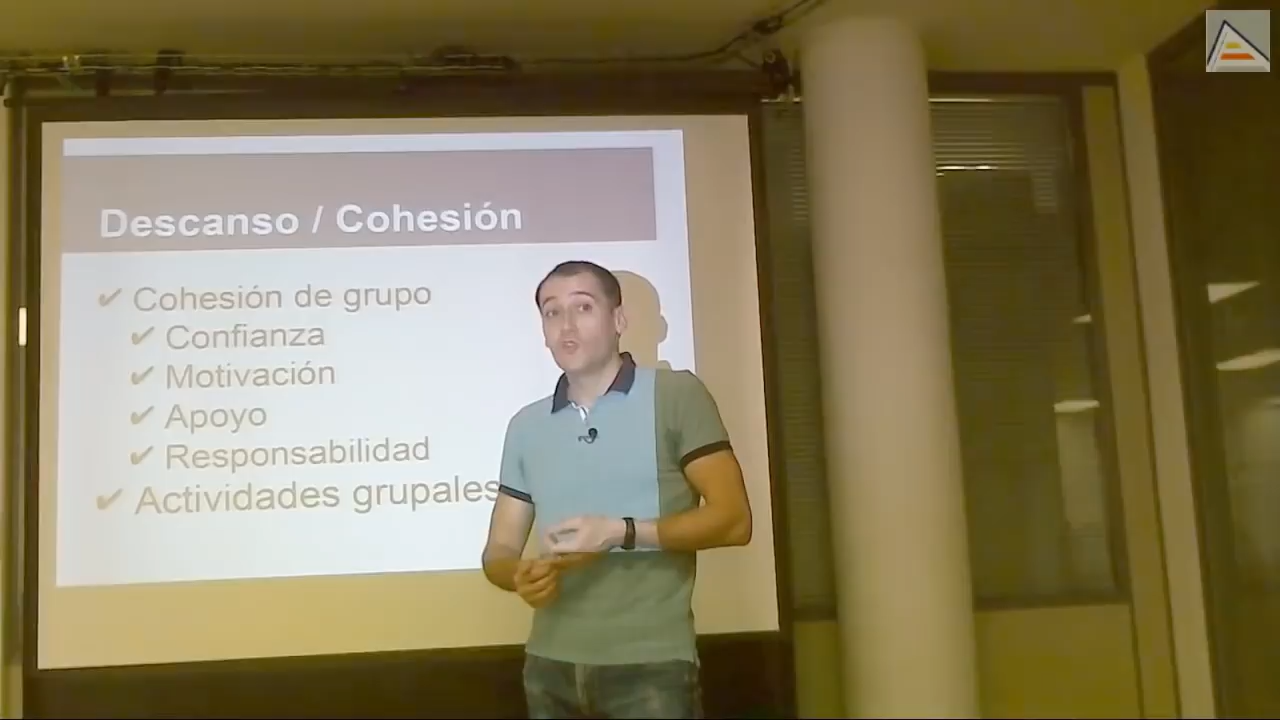 Descanso / Cohesión
✔ Cohesión de grupo
✔ Confianza
✔ Motivación
✔ Apoyo
✔ Responsabilidad
✔ Actividades grupales